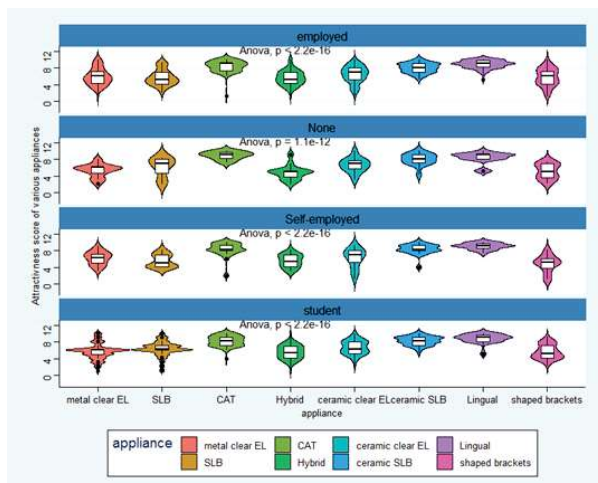 employed
Anova, p < 2.2e-16
12
8
4
0
None
Anova, p = 1.1e-12
12
8
4
0
Self-employed
Anova, p < 2.2e-16
12
8
4
0
student
Anova, p < 2.2e-16
12
8
4
0
Attractivness score of various appliances
metal clear EL SLB CAT Hybrid ceramic clear EL ceramic SLB Lingual shaped brackets
appliance
appliance metal clear EL CAT ceramic clear EL Lingual
SLB Hybrid ceramic SLB shaped brackets